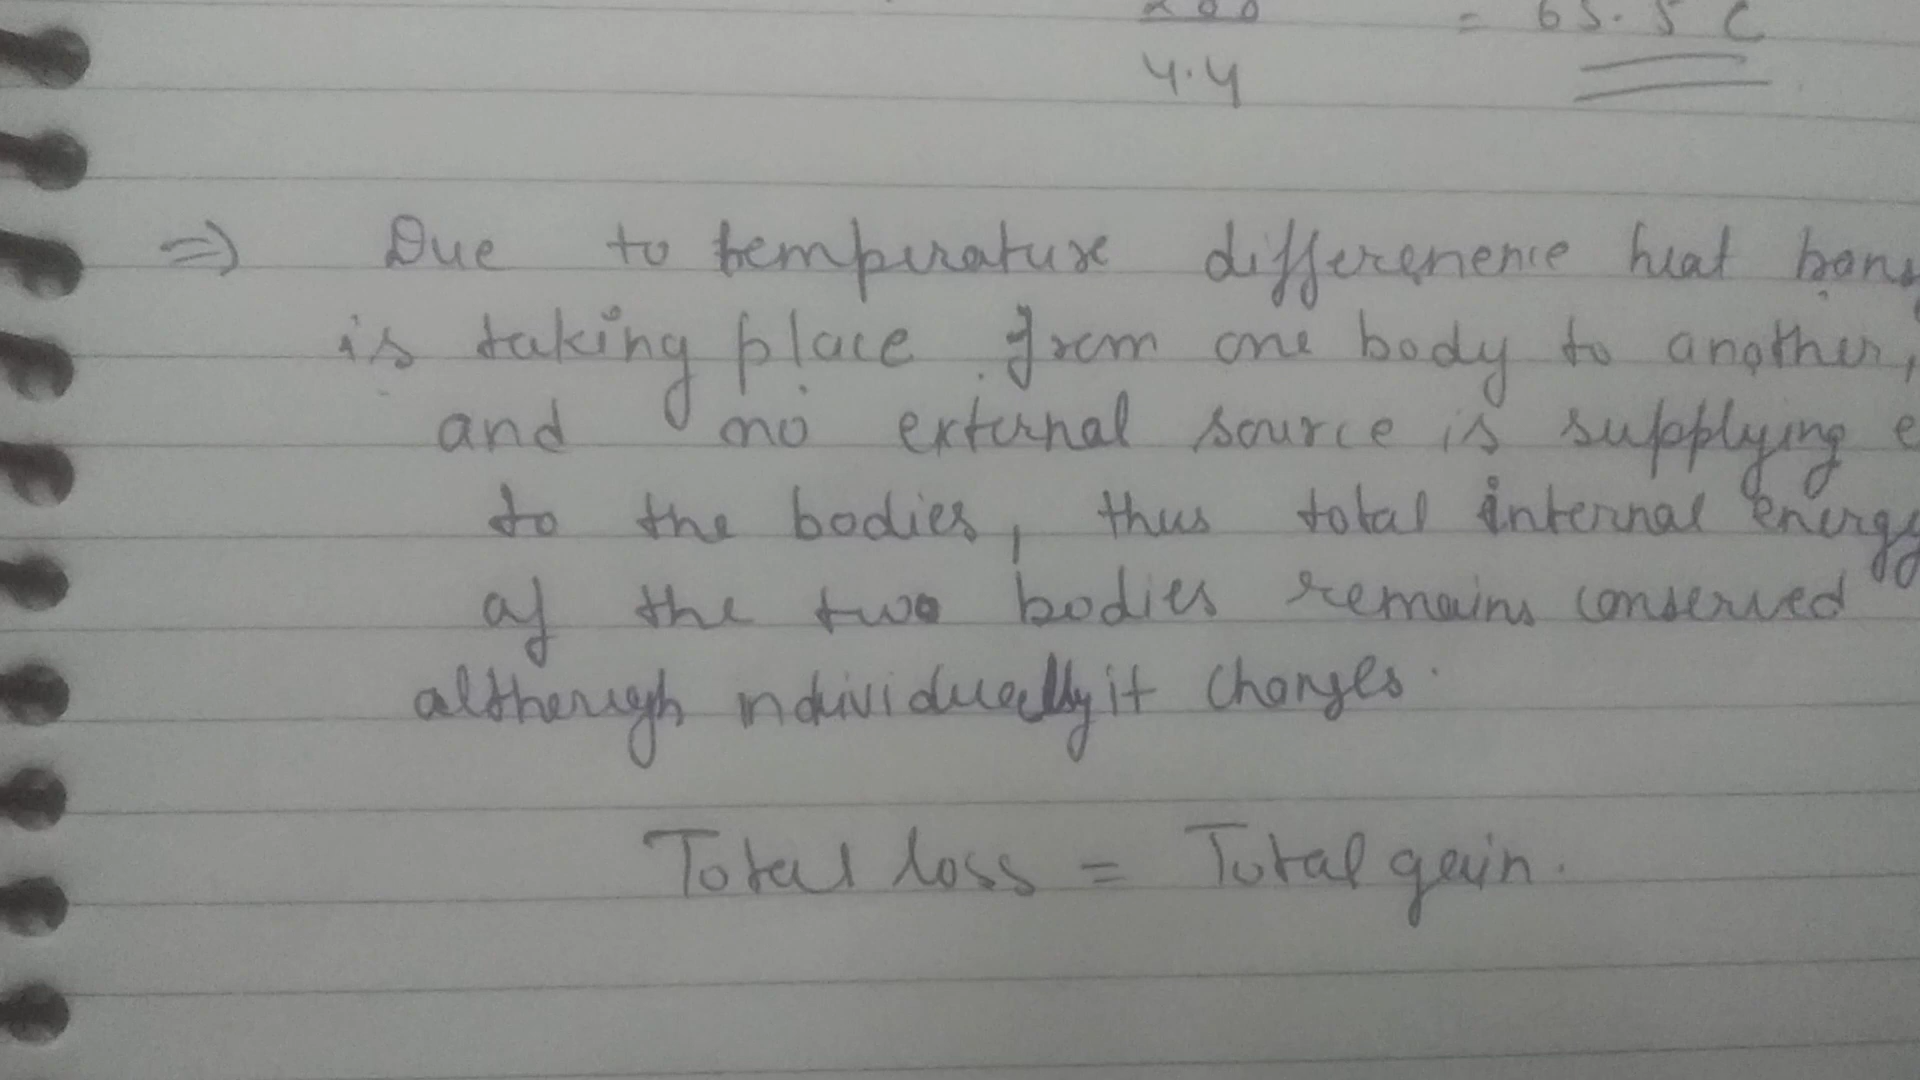 = 65.5 C
4.4
⇒ Due to temperature differenence heat
is taking place from one body to another,
and no external source is supplying e
to the bodies, thus total internal energy
of the two bodies remains conserved
although individually it changes.
Total loss = Total gain.